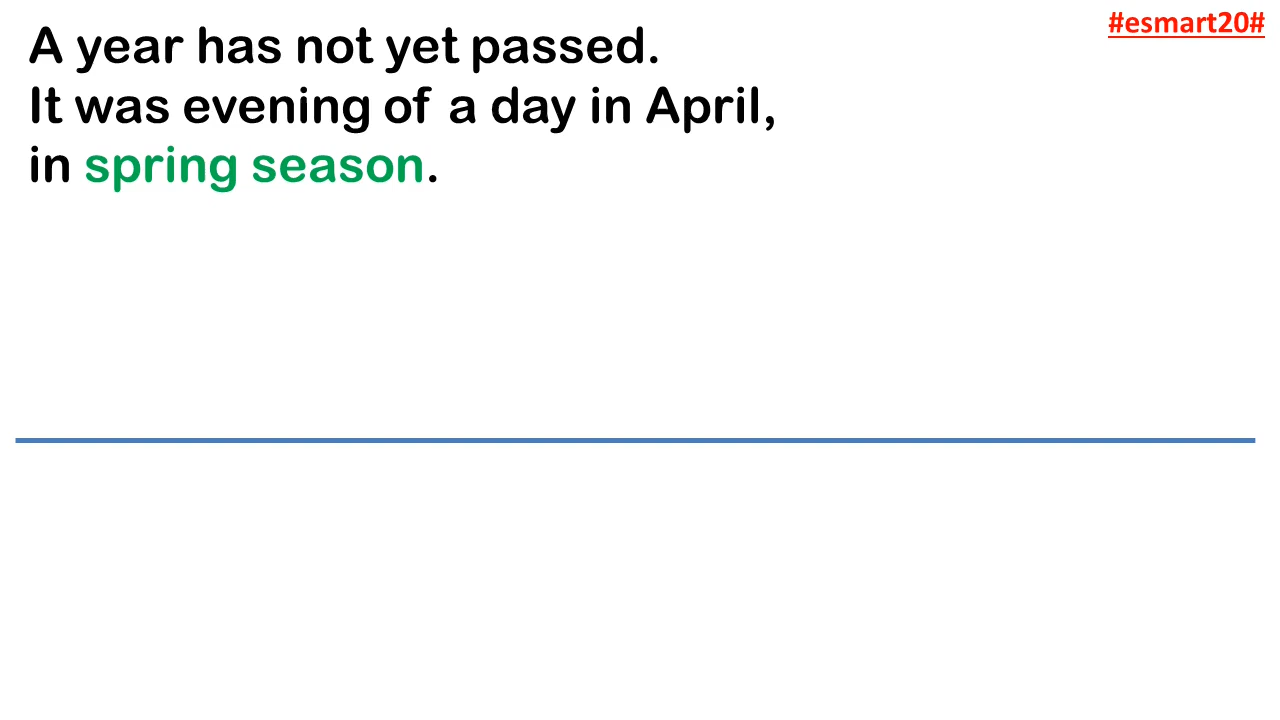 #esmart20#
A year has not yet passed.
It was evening of a day in April,
in spring season.